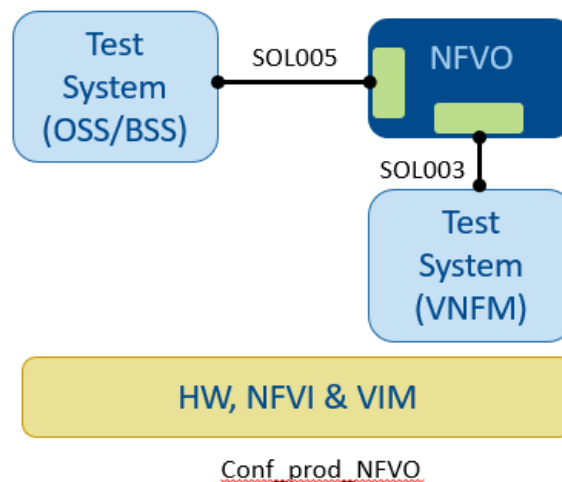 Test
System
(OSS/BSS)
SOL005
NFVO
SOL003
Test
System
(VNFM)
HW, NFVI & VIM
Conf_prod_NFVO